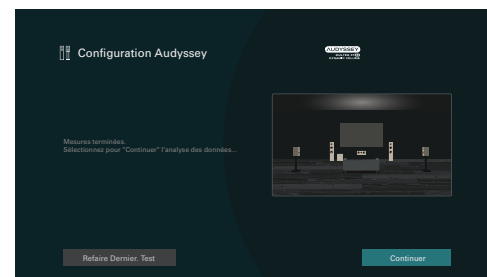 Configuration Audyssey
AUDYSSEY
Mesures terminées.
Sélectionnez pour "Continuer" l'analyse des données...
Refaire Dernier. Test
Continuer